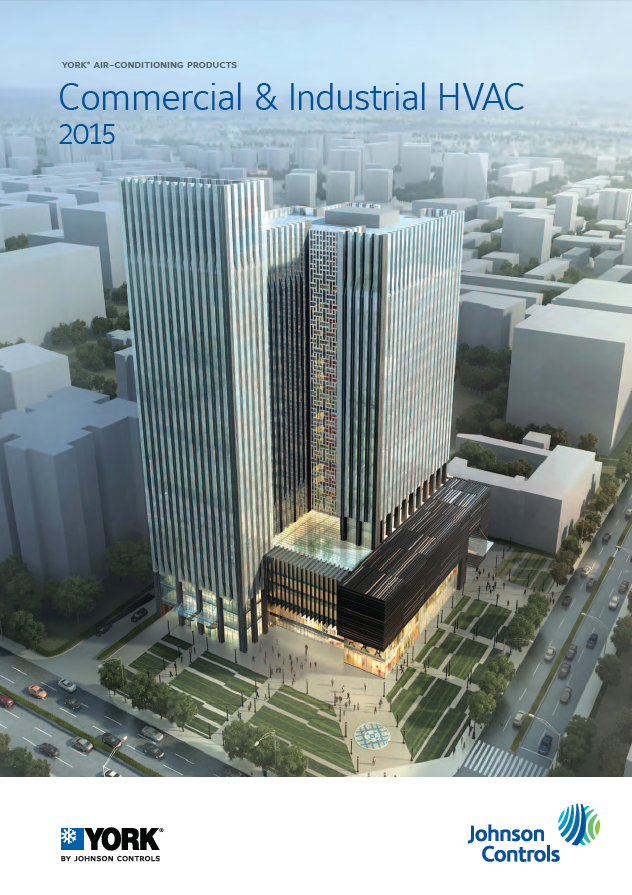 YORK® AIR-CONDITIONING PRODUCTS
Commercial & Industrial HVAC
2015
YORK®
BY JOHNSON CONTROLS
Johnson
Controls